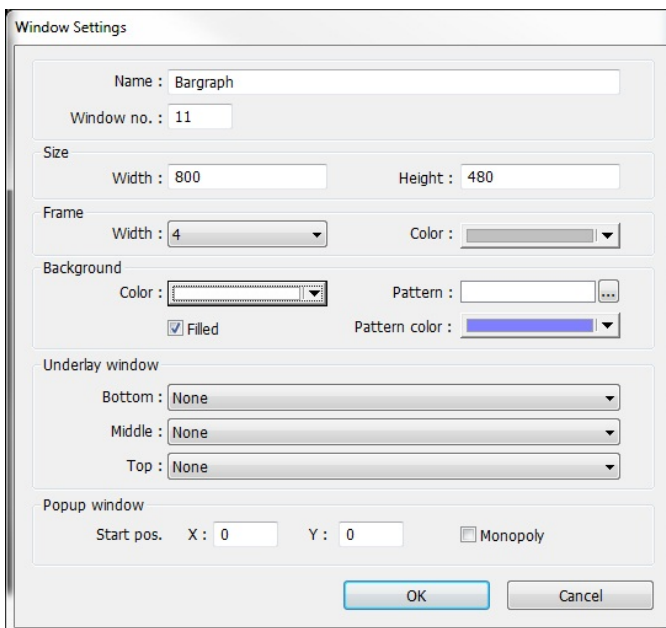 Window Settings
Name : Bargraph
Window no. : 11
Size
Width : 800 Height : 480
Frame
Width : 4 Color :
Background
Color : Pattern : ...
Filled Pattern color :
Underlay window
Bottom : None
Middle : None
Top : None
Popup window
Start pos. X : 0 Y : 0 Monopoly
OK Cancel